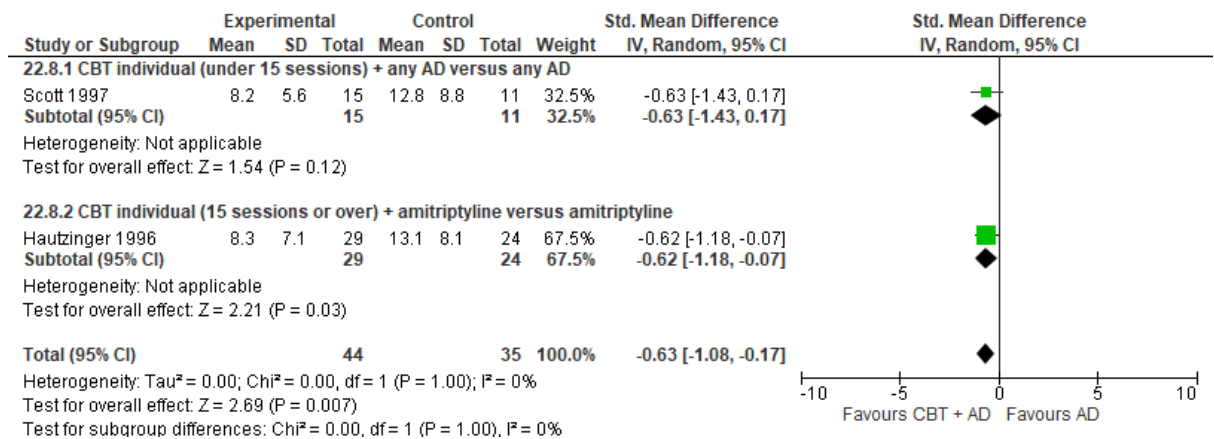 Experimental Control Std. Mean Difference Std. Mean Difference
Study or Subgroup Mean SD Total Mean SD Total Weight IV, Random, 95% CI IV, Random, 95% CI
22.8.1 CBT individual (under 15 sessions) + any AD versus any AD
Scott 1997 8.2 5.6 15 12.8 8.8 11 32.5% -0.63 [-1.43, 0.17]
Subtotal (95% CI) 15 11 32.5% -0.63 [-1.43, 0.17]
Heterogeneity: Not applicable
Test for overall effect: Z = 1.54 (P = 0.12)
22.8.2 CBT individual (15 sessions or over) + amitriptyline versus amitriptyline
Hautzinger 1996 8.3 7.1 29 13.1 8.1 24 67.5% -0.62 [-1.18, -0.07]
Subtotal (95% CI) 29 24 67.5% -0.62 [-1.18, -0.07]
Heterogeneity: Not applicable
Test for overall effect: Z = 2.21 (P = 0.03)
Total (95% CI) 44 35 100.0% -0.63 [-1.08, -0.17]
Heterogeneity: Tau² = 0.00; Chi² = 0.00, df = 1 (P = 1.00); I² = 0%
Test for overall effect: Z = 2.69 (P = 0.007)
Test for subgroup differences: Chi² = 0.00, df = 1 (P = 1.00), I² = 0%
-10 -5 0 5 10
Favours CBT + AD Favours AD